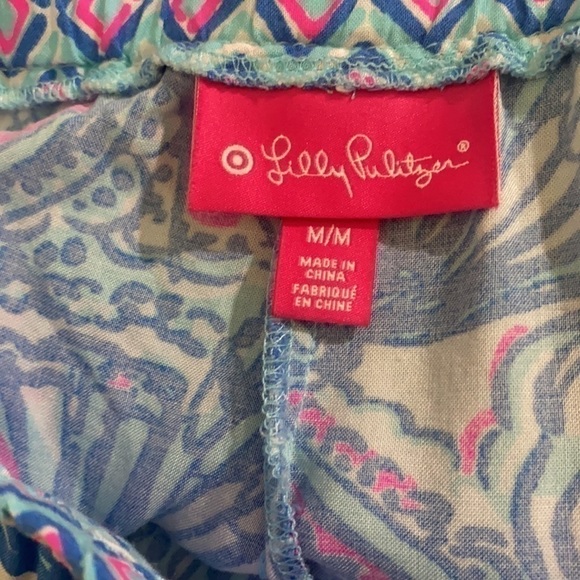 Lilly Pulitzer®
M/M
MADE IN
CHINA
FABRIQUÉ
EN CHINE